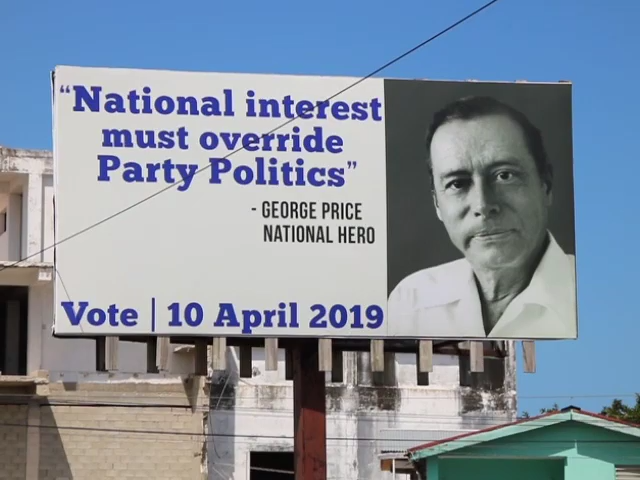 “National interest
must override
Party Politics”
- GEORGE PRICE
NATIONAL HERO
Vote | 10 April 2019